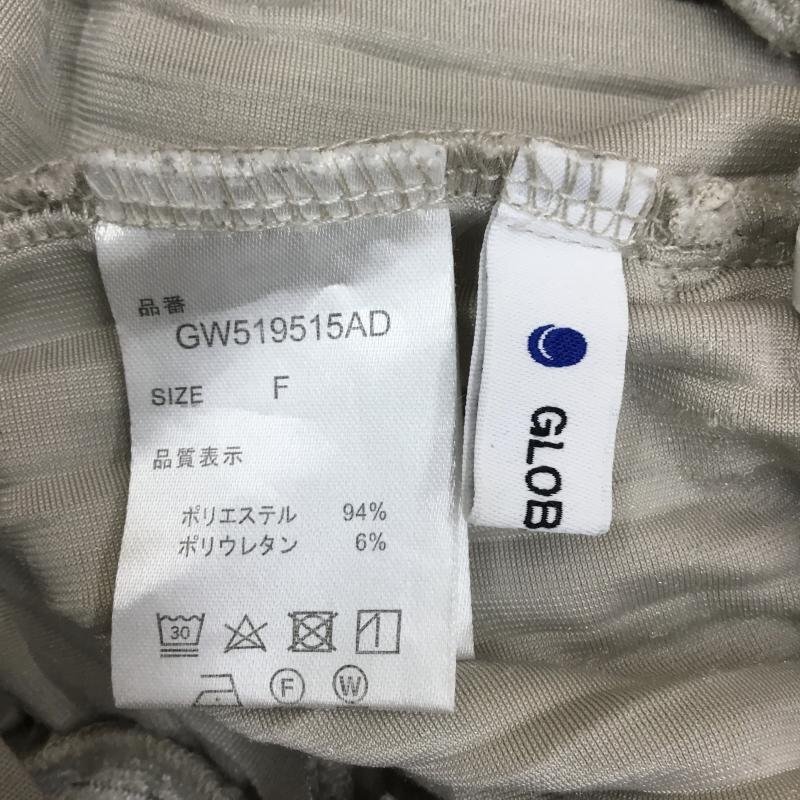 品番
GW519515AD
SIZE F
品質表示
ポリエステル 94%
ポリウレタン 6%
30
F W
GLOB